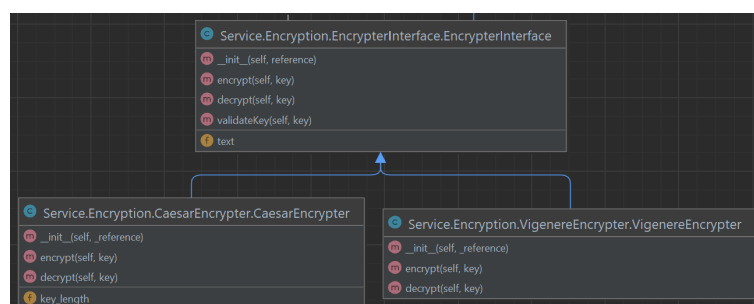 Service.Encryption.EncrypterInterface.EncrypterInterface
__init__(self, reference)
encrypt(self, key)
decrypt(self, key)
validateKey(self, key)
text
Service.Encryption.CaesarEncrypter.CaesarEncrypter
__init__(self, _reference)
encrypt(self, key)
decrypt(self, key)
key_length
Service.Encryption.VigenereEncrypter.VigenereEncrypter
__init__(self, _reference)
encrypt(self, key)
decrypt(self, key)